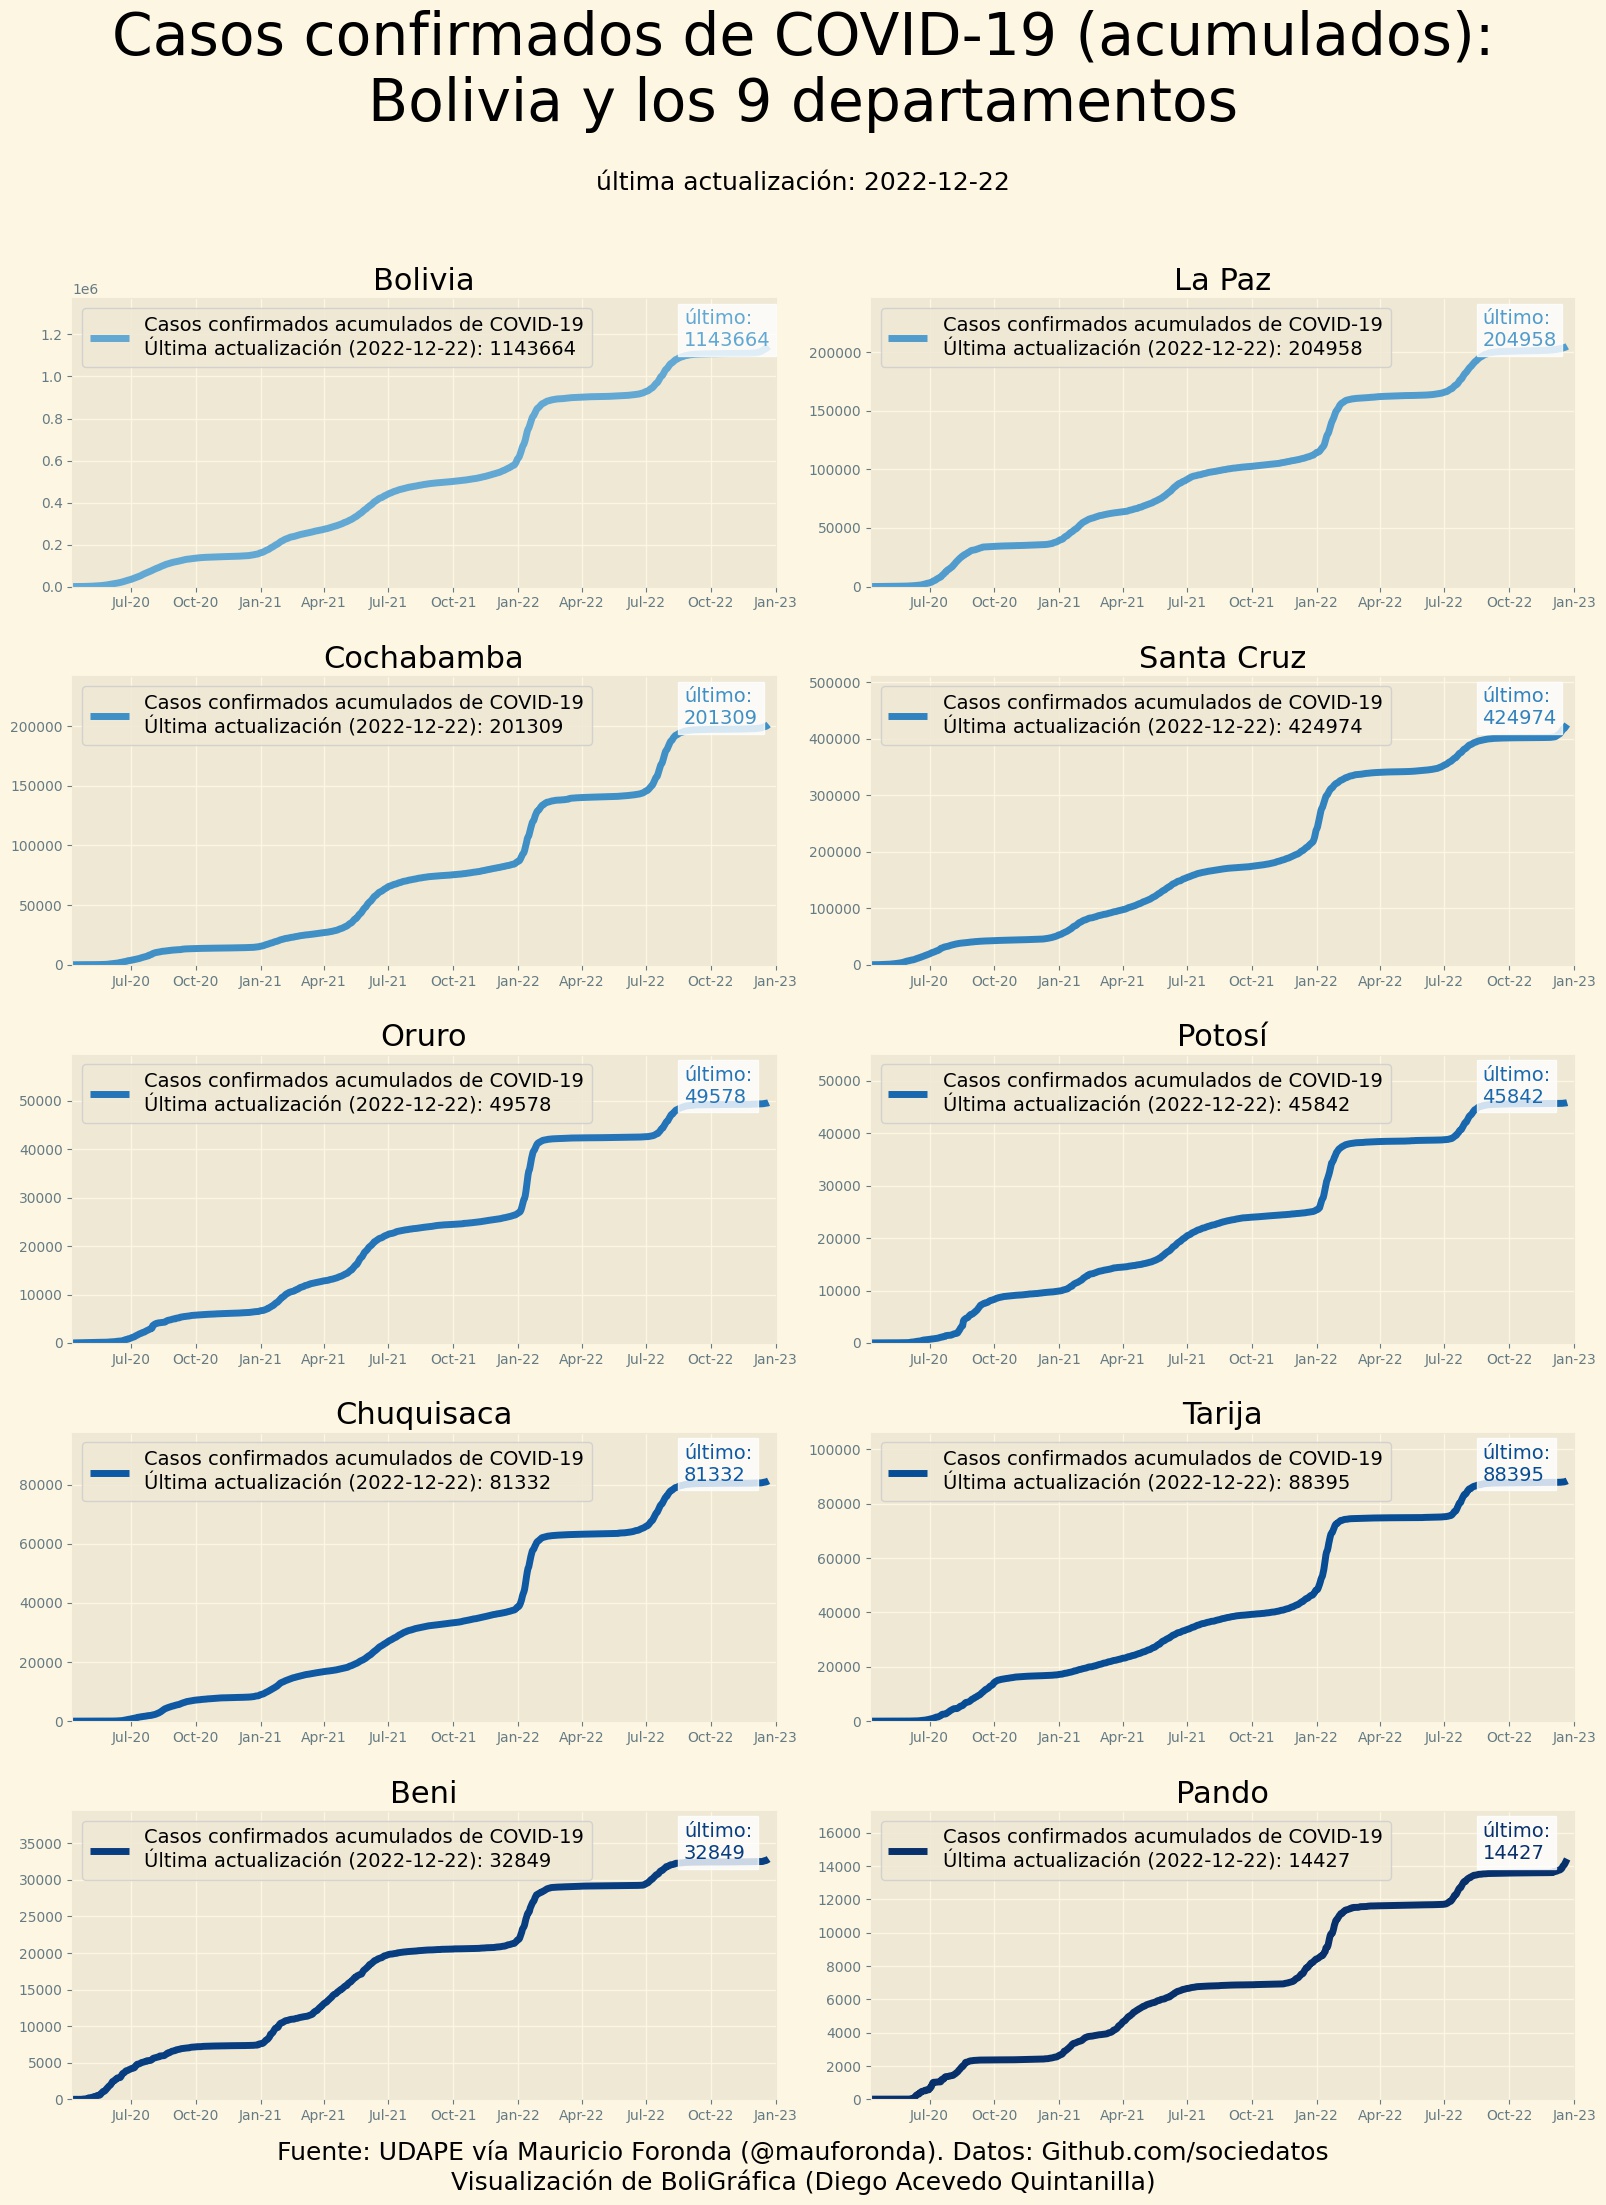 Casos confirmados de COVID-19 (acumulados):
Bolivia y los 9 departamentos
última actualización: 2022-12-22
Bolivia
1e6
Casos confirmados acumulados de COVID-19
Última actualización (2022-12-22): 1143664
último:
1143664
1.2
1.0
0.8
0.6
0.4
0.2
0.0
Jul-20 Oct-20 Jan-21 Apr-21 Jul-21 Oct-21 Jan-22 Apr-22 Jul-22 Oct-22 Jan-23
La Paz
Casos confirmados acumulados de COVID-19
Última actualización (2022-12-22): 204958
último:
204958
200000
150000
100000
50000
0
Jul-20 Oct-20 Jan-21 Apr-21 Jul-21 Oct-21 Jan-22 Apr-22 Jul-22 Oct-22 Jan-23
Cochabamba
Casos confirmados acumulados de COVID-19
Última actualización (2022-12-22): 201309
último:
201309
200000
150000
100000
50000
0
Jul-20 Oct-20 Jan-21 Apr-21 Jul-21 Oct-21 Jan-22 Apr-22 Jul-22 Oct-22 Jan-23
Santa Cruz
Casos confirmados acumulados de COVID-19
Última actualización (2022-12-22): 424974
último:
424974
500000
400000
300000
200000
100000
0
Jul-20 Oct-20 Jan-21 Apr-21 Jul-21 Oct-21 Jan-22 Apr-22 Jul-22 Oct-22 Jan-23
Oruro
Casos confirmados acumulados de COVID-19
Última actualización (2022-12-22): 49578
último:
49578
50000
40000
30000
20000
10000
0
Jul-20 Oct-20 Jan-21 Apr-21 Jul-21 Oct-21 Jan-22 Apr-22 Jul-22 Oct-22 Jan-23
Potosí
Casos confirmados acumulados de COVID-19
Última actualización (2022-12-22): 45842
último:
45842
50000
40000
30000
20000
10000
0
Jul-20 Oct-20 Jan-21 Apr-21 Jul-21 Oct-21 Jan-22 Apr-22 Jul-22 Oct-22 Jan-23
Chuquisaca
Casos confirmados acumulados de COVID-19
Última actualización (2022-12-22): 81332
último:
81332
80000
60000
40000
20000
0
Jul-20 Oct-20 Jan-21 Apr-21 Jul-21 Oct-21 Jan-22 Apr-22 Jul-22 Oct-22 Jan-23
Tarija
Casos confirmados acumulados de COVID-19
Última actualización (2022-12-22): 88395
último:
88395
100000
80000
60000
40000
20000
0
Jul-20 Oct-20 Jan-21 Apr-21 Jul-21 Oct-21 Jan-22 Apr-22 Jul-22 Oct-22 Jan-23
Beni
Casos confirmados acumulados de COVID-19
Última actualización (2022-12-22): 32849
último:
32849
35000
30000
25000
20000
15000
10000
5000
0
Jul-20 Oct-20 Jan-21 Apr-21 Jul-21 Oct-21 Jan-22 Apr-22 Jul-22 Oct-22 Jan-23
Pando
Casos confirmados acumulados de COVID-19
Última actualización (2022-12-22): 14427
último:
14427
16000
14000
12000
10000
8000
6000
4000
2000
0
Jul-20 Oct-20 Jan-21 Apr-21 Jul-21 Oct-21 Jan-22 Apr-22 Jul-22 Oct-22 Jan-23
Fuente: UDAPE vía Mauricio Foronda (@mauforonda). Datos: Github.com/sociedatos
Visualización de BoliGráfica (Diego Acevedo Quintanilla)